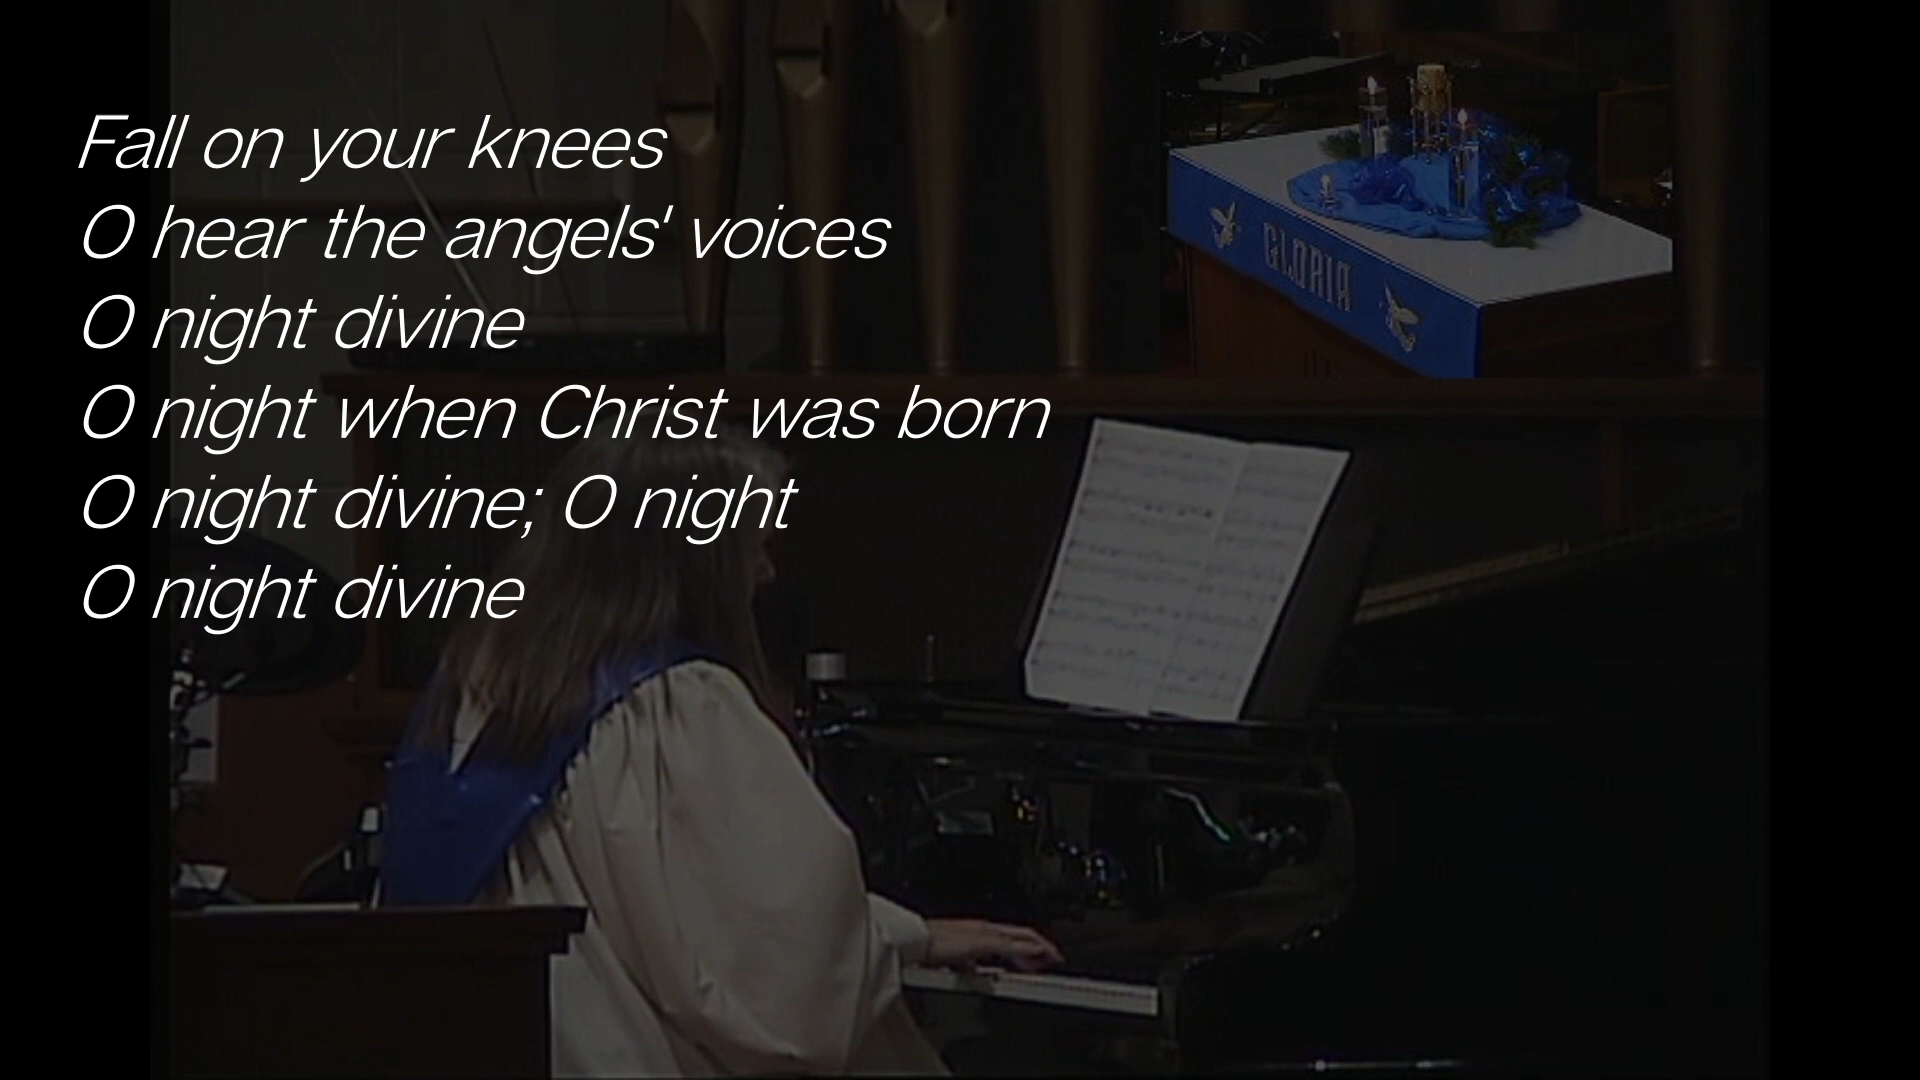 Fall on your knees
O hear the angels' voices
O night divine
O night when Christ was born
O night divine; O night
O night divine
GLORIA